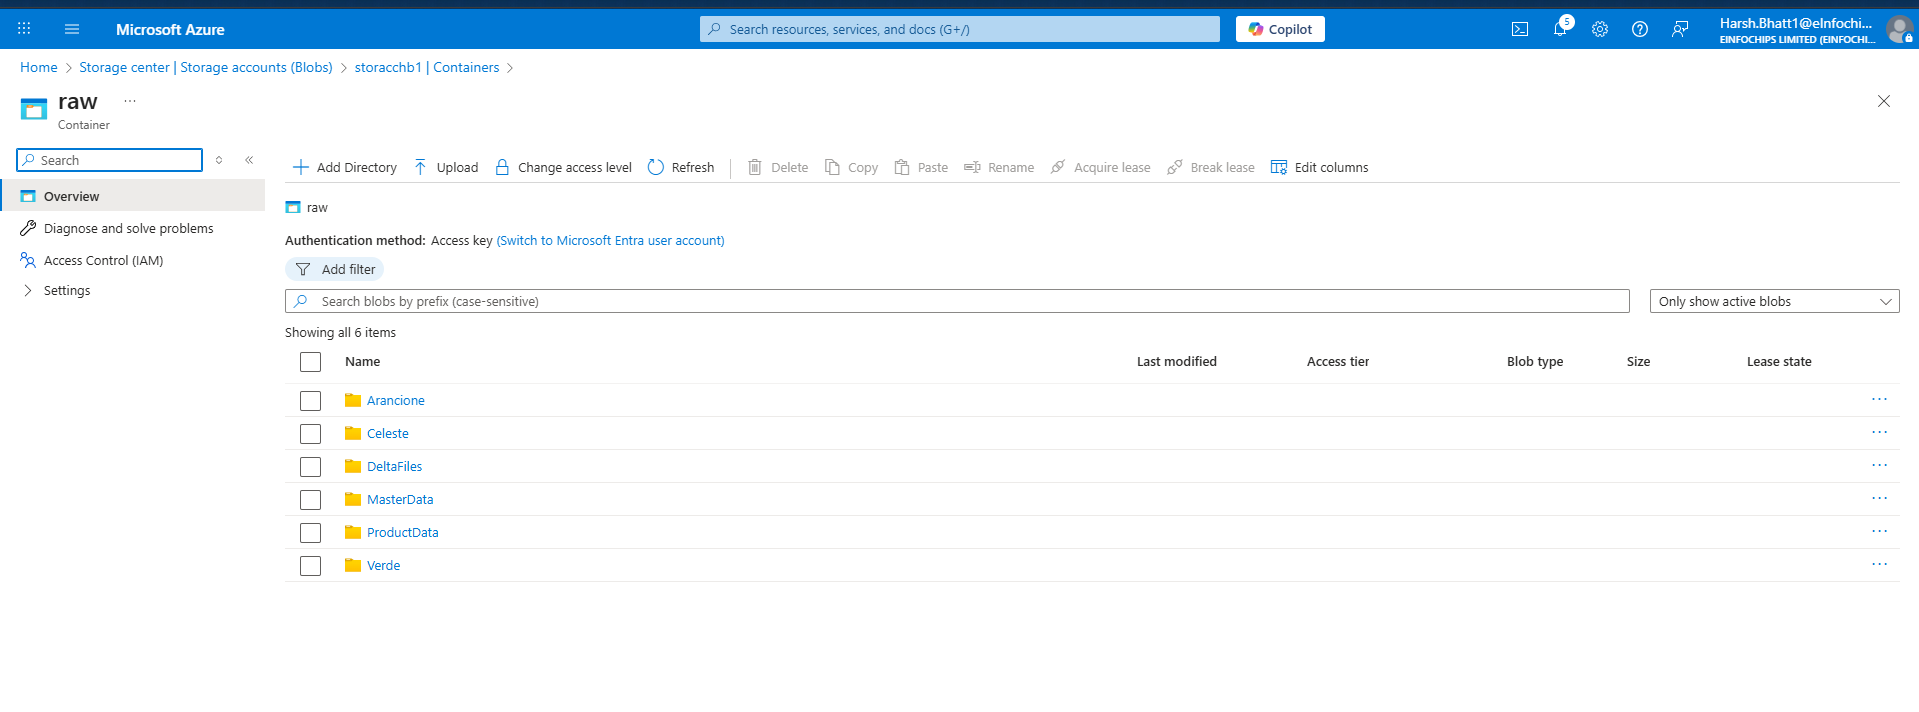 Microsoft Azure
Search resources, services, and docs (G+/)
Copilot
5
Harsh.Bhatt1@eInfochi...
EINFOCHIPS LIMITED (EINFOCHI...
Home > Storage center | Storage accounts (Blobs) > storacchb1 | Containers >
raw ...
Container
Search
Overview
Diagnose and solve problems
Access Control (IAM)
Settings
Add Directory Upload Change access level Refresh Delete Copy Paste Rename Acquire lease Break lease Edit columns
raw
Authentication method: Access key (Switch to Microsoft Entra user account)
Add filter
Search blobs by prefix (case-sensitive) Only show active blobs
Showing all 6 items
Name Last modified Access tier Blob type Size Lease state
Arancione ...
Celeste ...
DeltaFiles ...
MasterData ...
ProductData ...
Verde ...